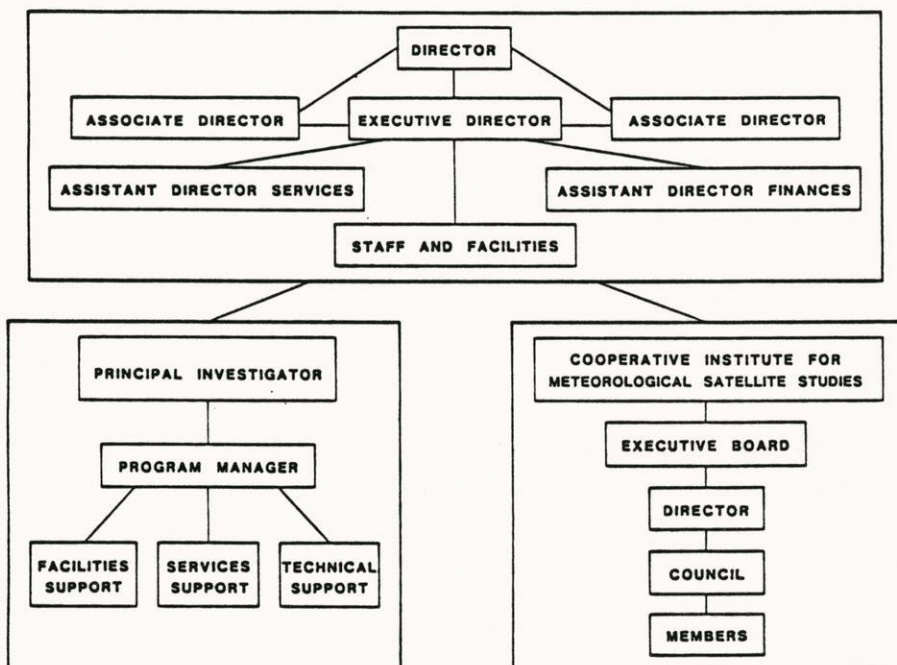 DIRECTOR
ASSOCIATE DIRECTOR
EXECUTIVE DIRECTOR
ASSOCIATE DIRECTOR
ASSISTANT DIRECTOR SERVICES
ASSISTANT DIRECTOR FINANCES
STAFF AND FACILITIES
PRINCIPAL INVESTIGATOR
PROGRAM MANAGER
FACILITIES
SUPPORT
SERVICES
SUPPORT
TECHNICAL
SUPPORT
COOPERATIVE INSTITUTE FOR
METEOROLOGICAL SATELLITE STUDIES
EXECUTIVE BOARD
DIRECTOR
COUNCIL
MEMBERS